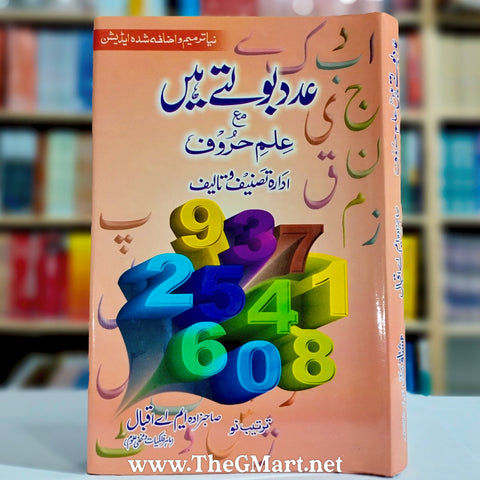 نیا ترمیم و اضافہ شدہ ایڈیشن
عدد بولتے ہیں
مع
علمِ حروف
ادارہ تصنیف و تالیف
ا ب ک ے
ج
ی
ن
ق
م
ز
پ
9 3 7
2 5 4 1
6 0 8
ترتیب نو
صاحبزادہ ایم اے اقبال
www.TheGMart.net